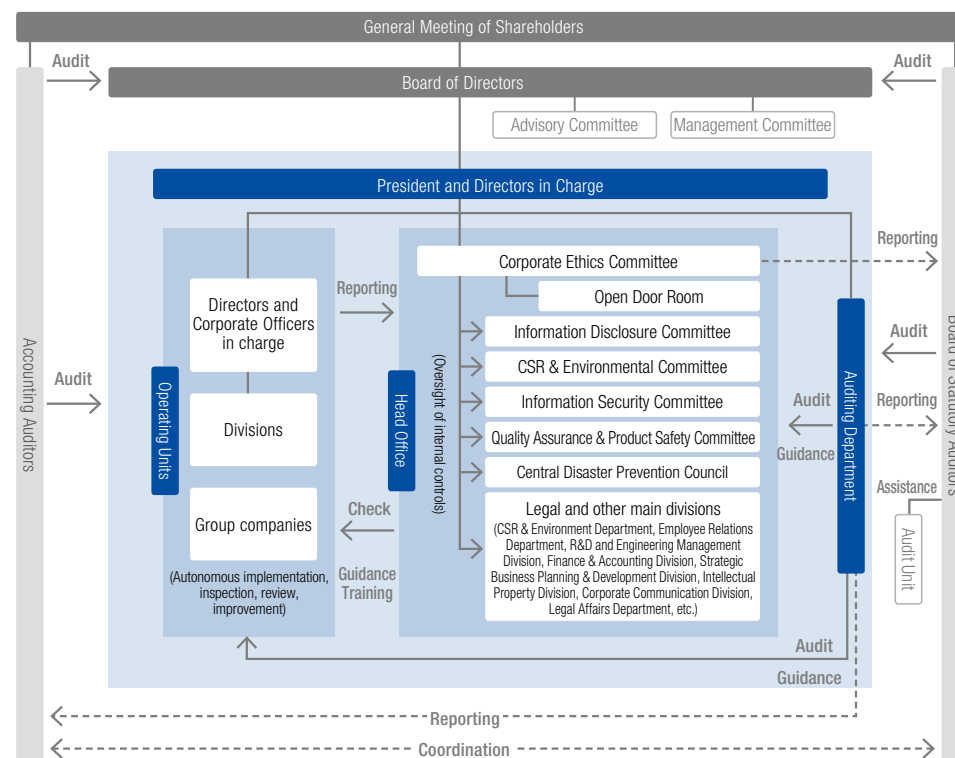 General Meeting of Shareholders
Audit
Audit
Board of Directors
Advisory Committee
Management Committee
President and Directors in Charge
Corporate Ethics Committee
Reporting
Open Door Room
Directors and
Corporate Officers
in charge
Reporting
Information Disclosure Committee
Audit
CSR & Environmental Committee
Accounting Auditors
Audit
Operating Units
Divisions
Head Office
(Oversight of internal controls)
Information Security Committee
Audit
Guidance
Auditing Department
Reporting
Board of Statutory Auditors
Quality Assurance & Product Safety Committee
Central Disaster Prevention Council
Assistance
Audit Unit
Group companies
Check
Guidance
Training
(Autonomous implementation,
inspection, review,
improvement)
Legal and other main divisions
(CSR & Environment Department, Employee Relations
Department, R&D and Engineering Management
Division, Finance & Accounting Division, Strategic
Business Planning & Development Division, Intellectual
Property Division, Corporate Communication Division,
Legal Affairs Department, etc.)
Audit
Guidance
Reporting
Coordination